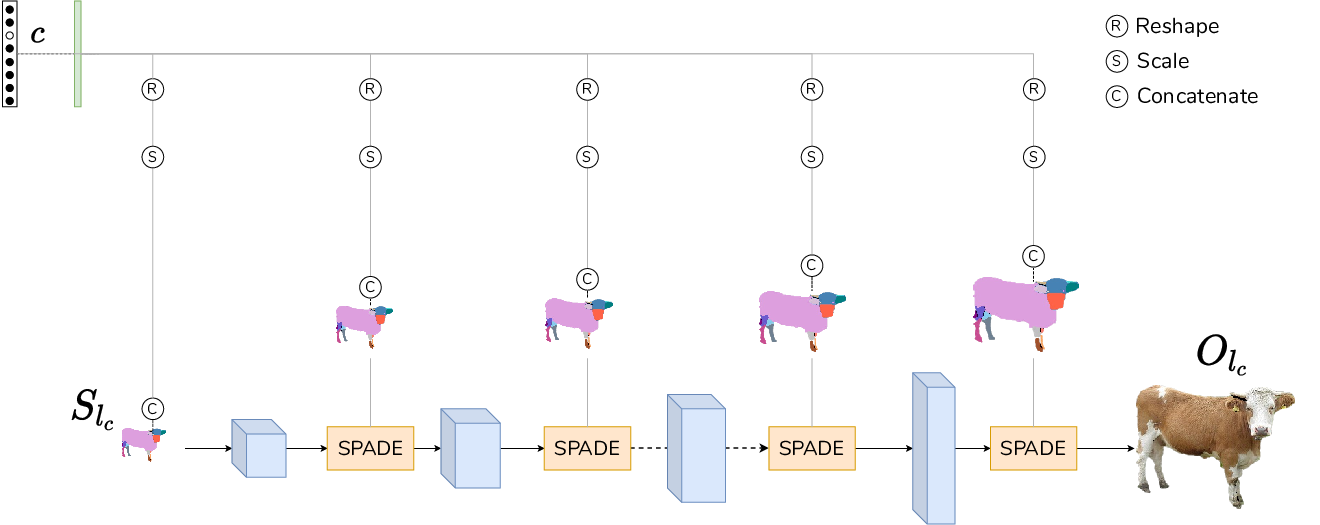 c
R Reshape
S Scale
C Concatenate
R R R R R
S S S S S
C
C
C
C
C
S_{l_c}
O_{l_c}
SPADE SPADE SPADE SPADE